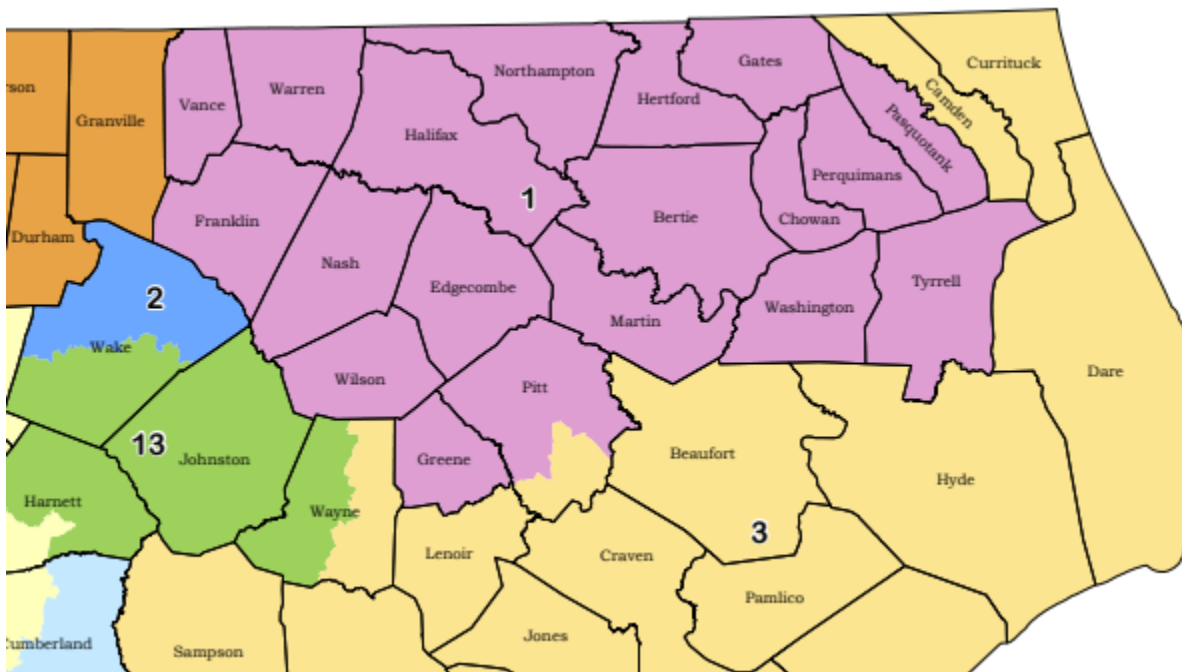 Currituck
Northampton
Gates
rson
Warren
Hertford
Camden
Vance
Granville
Halifax
Pasquotank
Perquimans
1
Bertie
Chowan
Franklin
Durham
Nash
Edgecombe
Tyrrell
2
Washington
Martin
Wake
Dare
Wilson
Pitt
13
Johnston
Greene
Beaufort
Hyde
Harnett
Wayne
3
Lenoir
Craven
Pamlico
Cumberland
Sampson
Jones